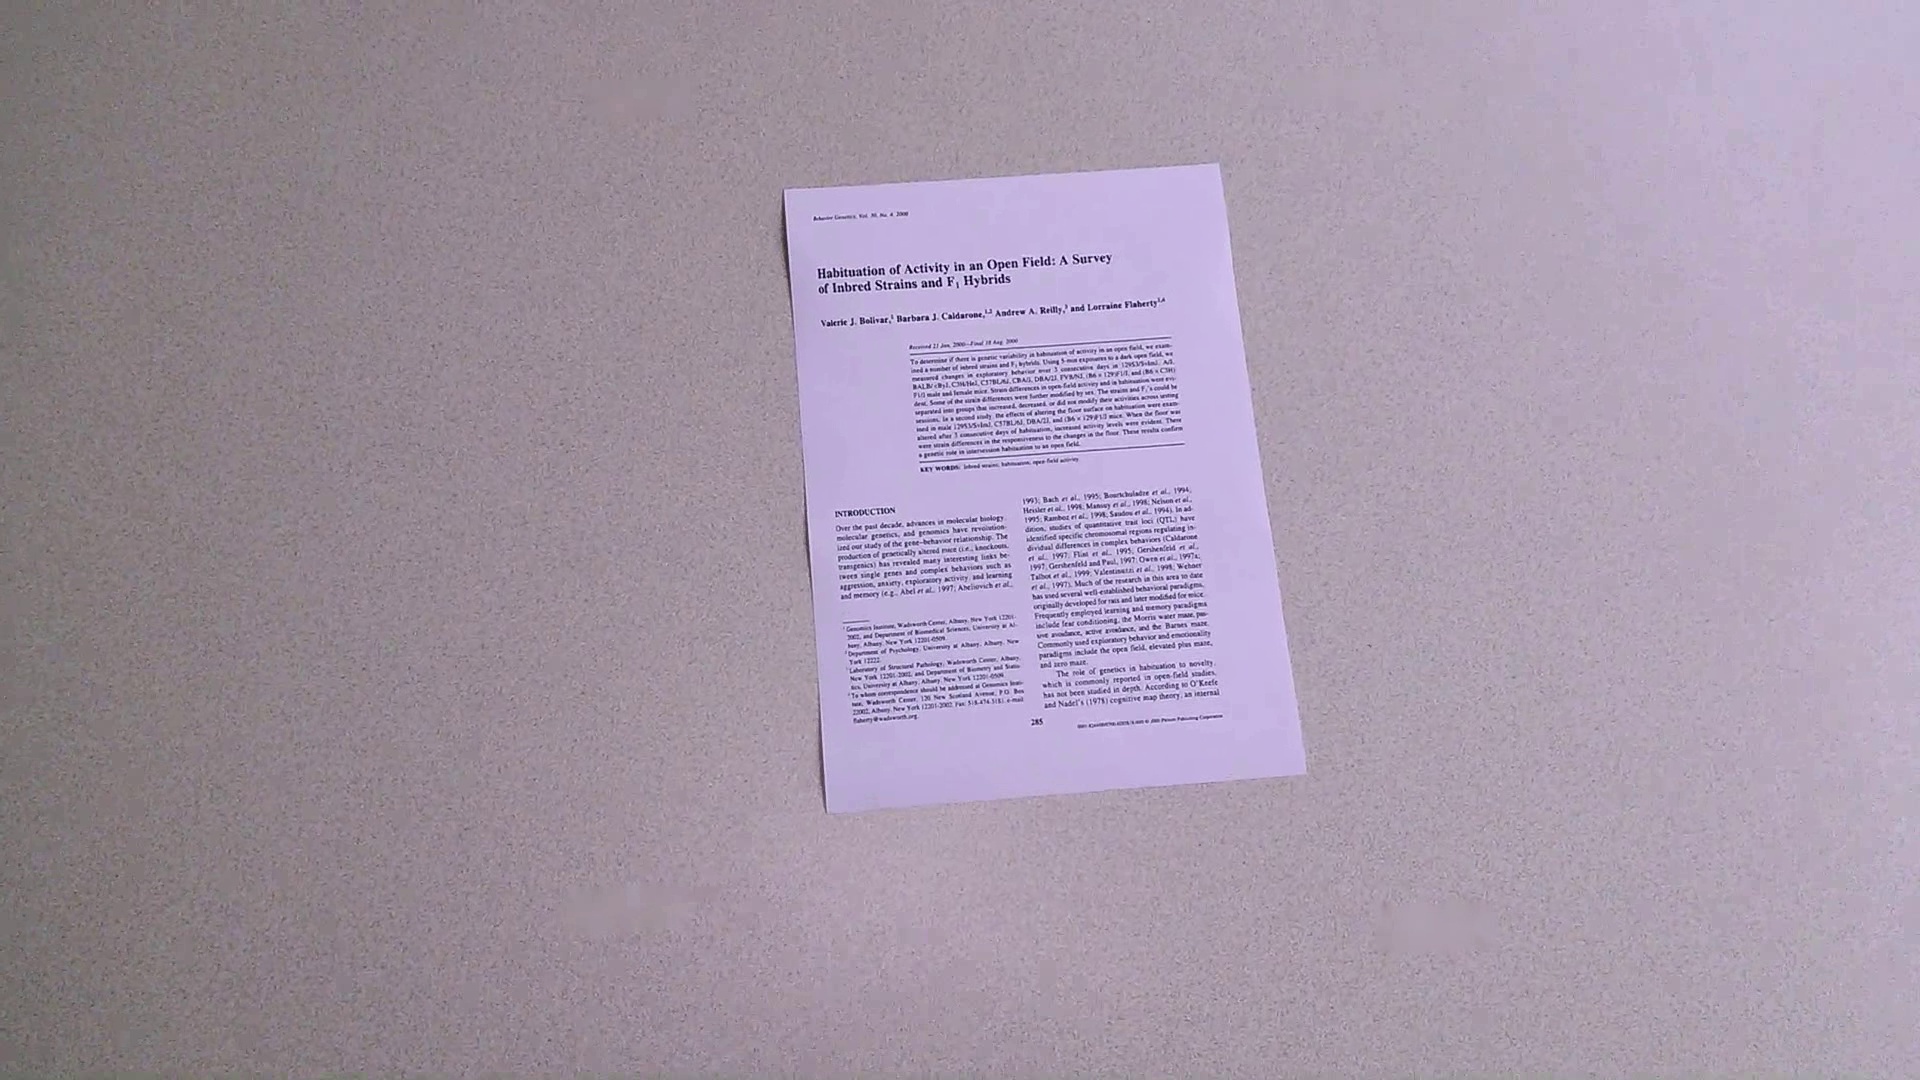 Behavior Genetics, Vol. 30, No. 4, 2000
Habituation of Activity in an Open Field: A Survey
of Inbred Strains and F1 Hybrids
Valerie J. Bolivar,1 Barbara J. Caldarone,1,2 Andrew A. Reilly,3 and Lorraine Flaherty1,4
Received 21 Jan. 2000—Final 18 Aug. 2000
To determine if there is genetic variability in habituation of activity in an open field, we exam-
ined a number of inbred strains and F1 hybrids. Using 5-min exposures to a dark open field, we
measured changes in exploratory behavior over 3 consecutive days in 129S3/SvImJ, A/J,
BALB/cByJ, C3H/HeJ, C57BL/6J, CBA/J, DBA/2J, FVB/NJ, (B6 × 129)F1/J, and (B6 × C3H)
F1/J male and female mice. Strain differences in open-field activity and in habituation were evi-
dent. Some of the strain differences were further modified by sex. The strains and F1's could be
separated into groups that increased, decreased, or did not modify their activities across testing
sessions. In a second study, the effects of altering the floor surface on habituation were exam-
ined in male 129S3/SvImJ, C57BL/6J, DBA/2J, and (B6 × 129)F1/J mice. When the floor was
altered after 3 consecutive days of habituation, increased activity levels were evident. There
were strain differences in the responsiveness to the changes in the floor. These results confirm
a genetic role in intersession habituation to an open field.
KEY WORDS: Inbred strains; habituation; open-field activity.
INTRODUCTION
Over the past decade, advances in molecular biology,
molecular genetics, and genomics have revolution-
ized our study of the gene–behavior relationship. The
production of genetically altered mice (i.e., knockouts,
transgenics) has revealed many interesting links be-
tween single genes and complex behaviors such as
aggression, anxiety, exploratory activity, and learning
and memory (e.g., Abel et al., 1997; Abeliovich et al.,
1 Genomics Institute, Wadsworth Center, Albany, New York 12201-
2002, and Department of Biomedical Sciences, University at Al-
bany, Albany, New York 12201-0509.
2 Department of Psychology, University at Albany, Albany, New
York 12222.
3 Laboratory of Structural Pathology, Wadsworth Center, Albany,
New York 12201-2002, and Department of Biometry and Statis-
tics, University at Albany, Albany, New York 12201-0509.
4 To whom correspondence should be addressed at Genomics Insti-
tute, Wadsworth Center, 120 New Scotland Avenue, P.O. Box
22002, Albany, New York 12201-2002. Fax: 518-474-5181. e-mail:
flaherty@wadsworth.org.
1993; Bach et al., 1995; Bourtchuladze et al., 1994;
Heisler et al., 1998; Mansuy et al., 1998; Nelson et al.,
1995; Ramboz et al., 1998; Saudou et al., 1994). In ad-
dition, studies of quantitative trait loci (QTL) have
identified specific chromosomal regions regulating in-
dividual differences in complex behaviors (Caldarone
et al., 1997; Flint et al., 1995; Gershenfeld et al.,
1997; Gershenfeld and Paul, 1997; Owen et al., 1997a;
Talbot et al., 1999; Valentinuzzi et al., 1998; Wehner
et al., 1997). Much of the research in this area to date
has used several well-established behavioral paradigms,
originally developed for rats and later modified for mice.
Frequently employed learning and memory paradigms
include fear conditioning, the Morris water maze, pas-
sive avoidance, active avoidance, and the Barnes maze.
Commonly used exploratory behavior and emotionality
paradigms include the open field, elevated plus maze,
and zero maze.
The role of genetics in habituation to novelty,
which is commonly reported in open-field studies,
has not been studied in depth. According to O'Keefe
and Nadel's (1978) cognitive map theory, an internal
285
2000 Plenum Publishing Corporation